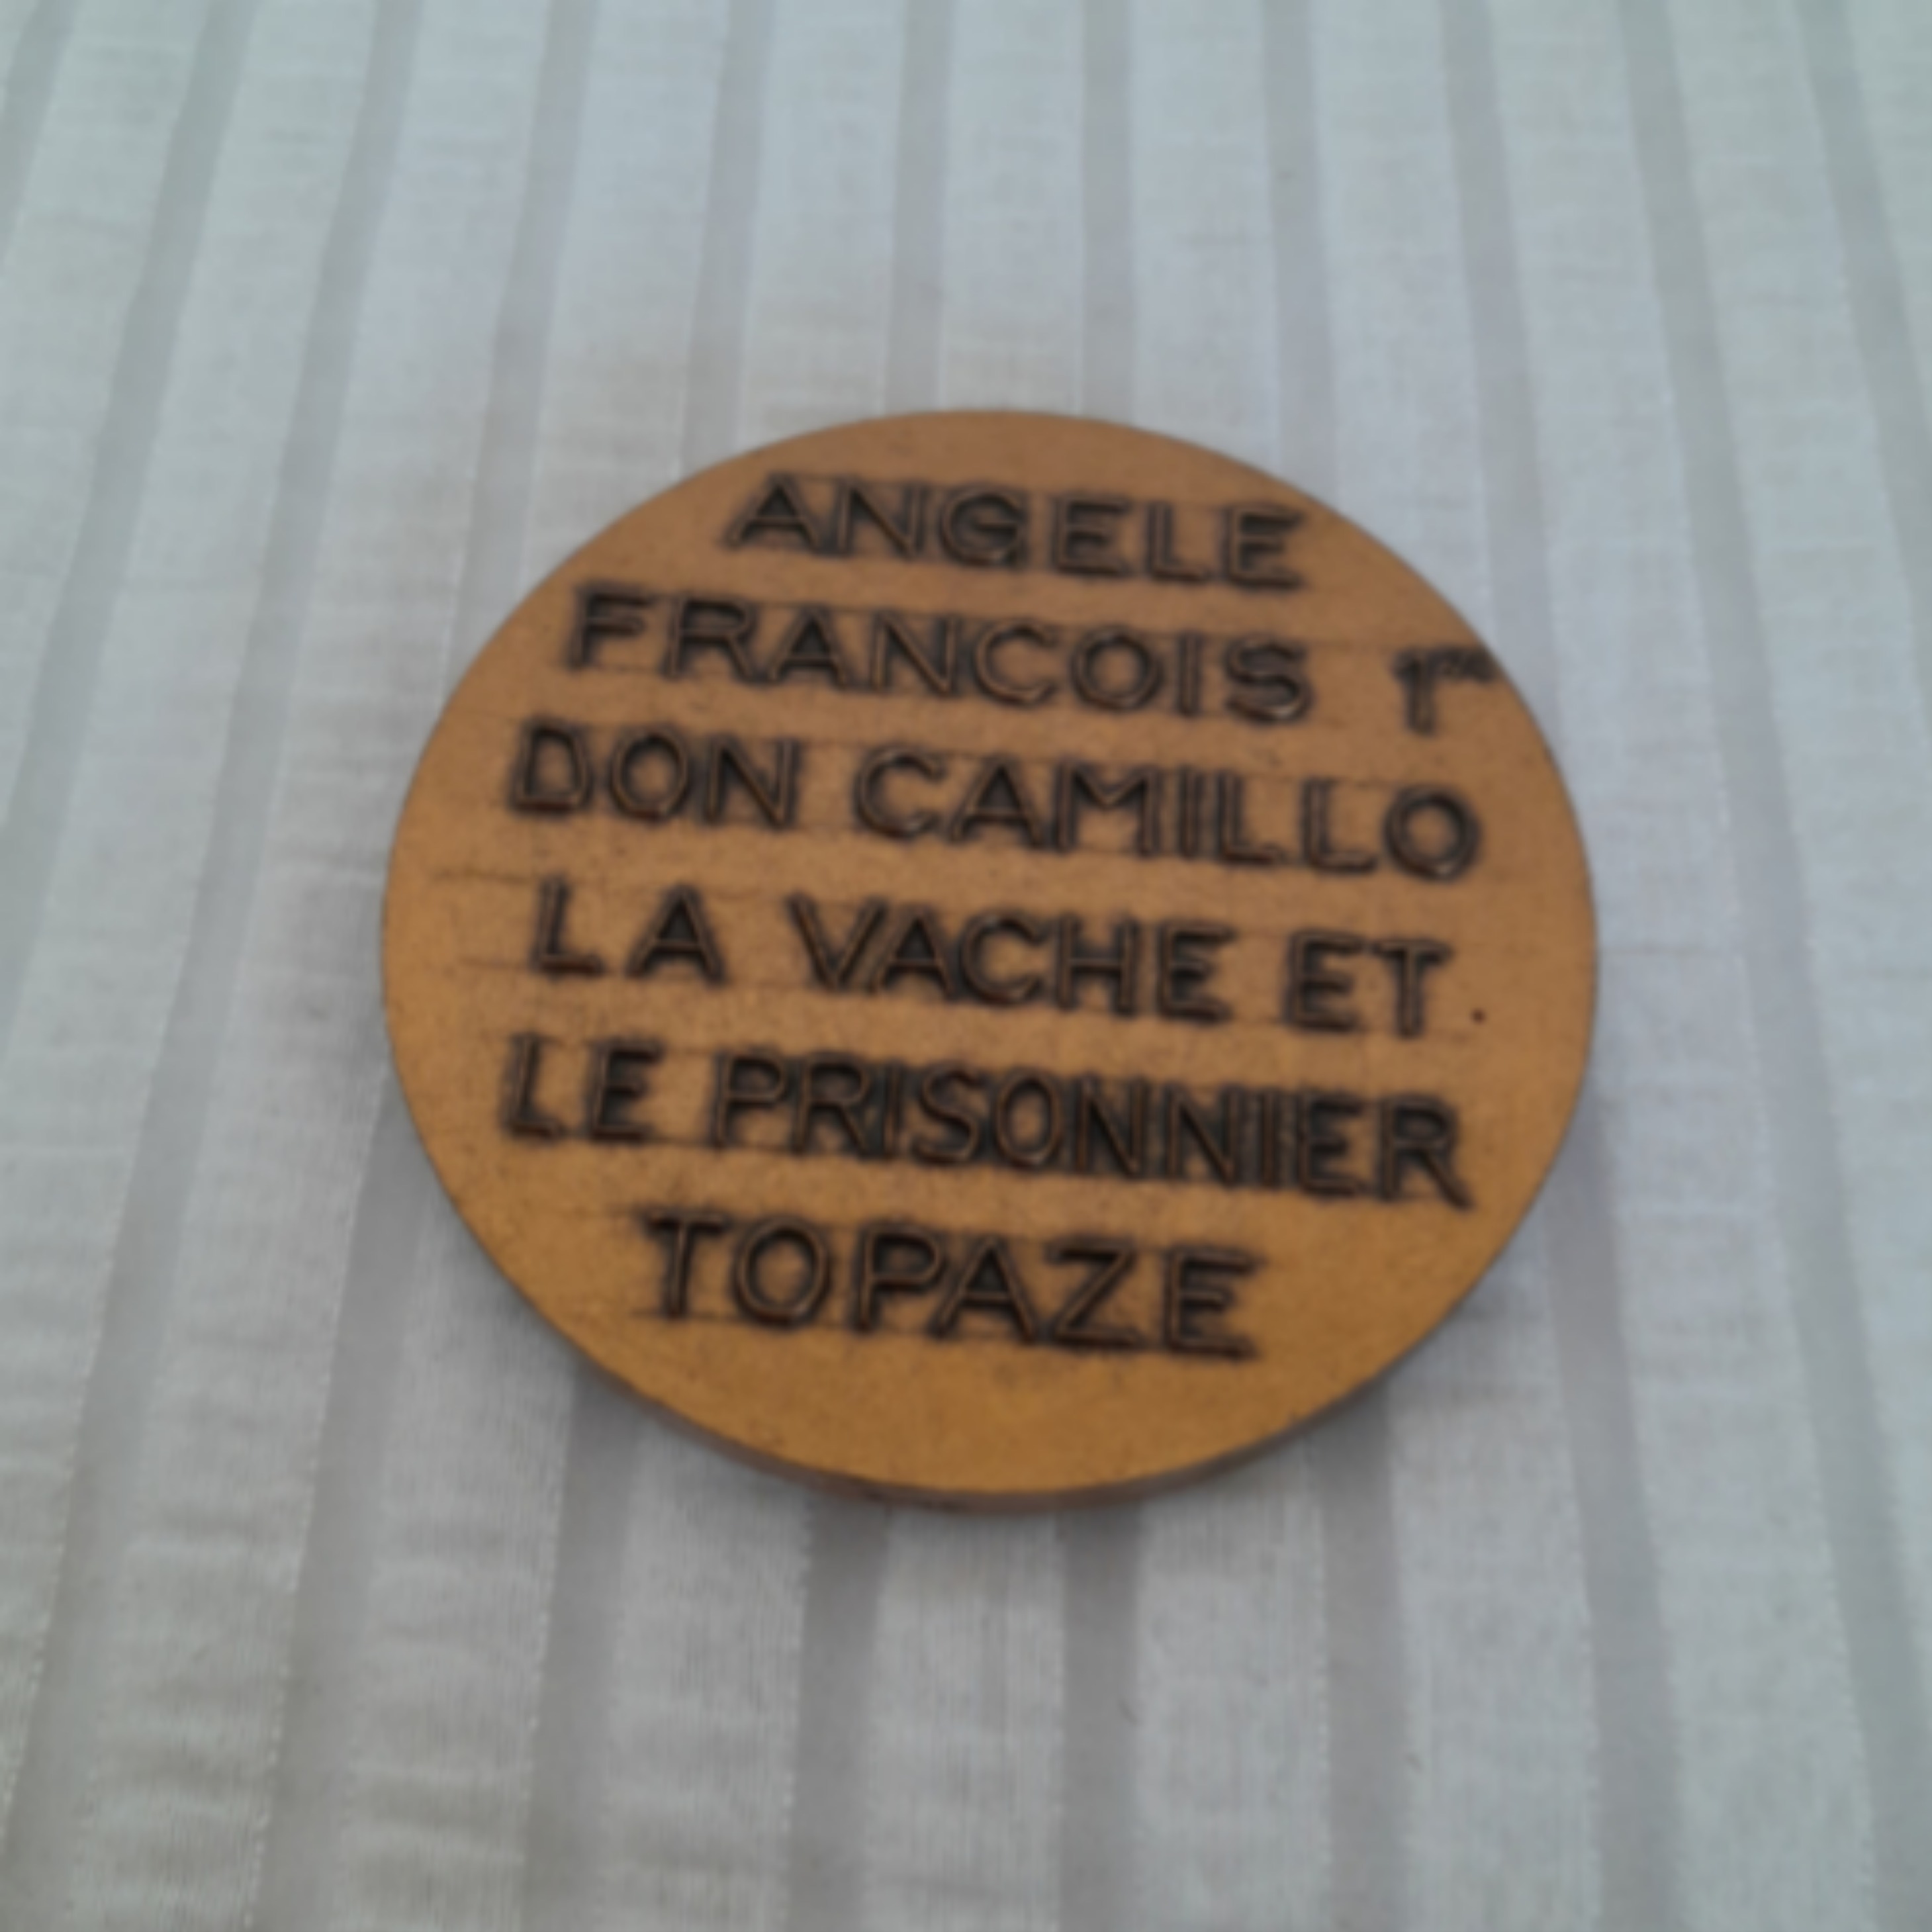 ANGELE
FRANCOIS 1er
DON CAMILLO
LA VACHE ET
LE PRISONNIER
TOPAZE